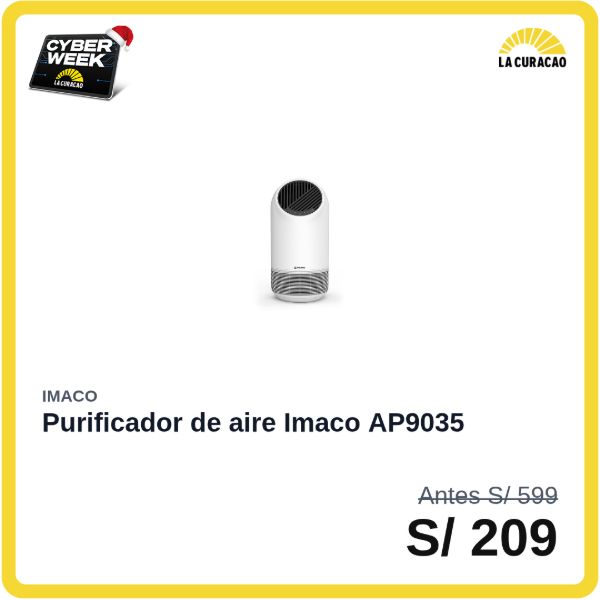 CYBER
WEEK
LA CURACAO
LA CURACAO
IMACO
Purificador de aire Imaco AP9035
Antes S/ 599
S/ 209